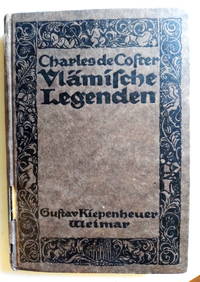 Charles de Coster
Vlämische
Legenden
Gustav Kiepenheuer
Weimar